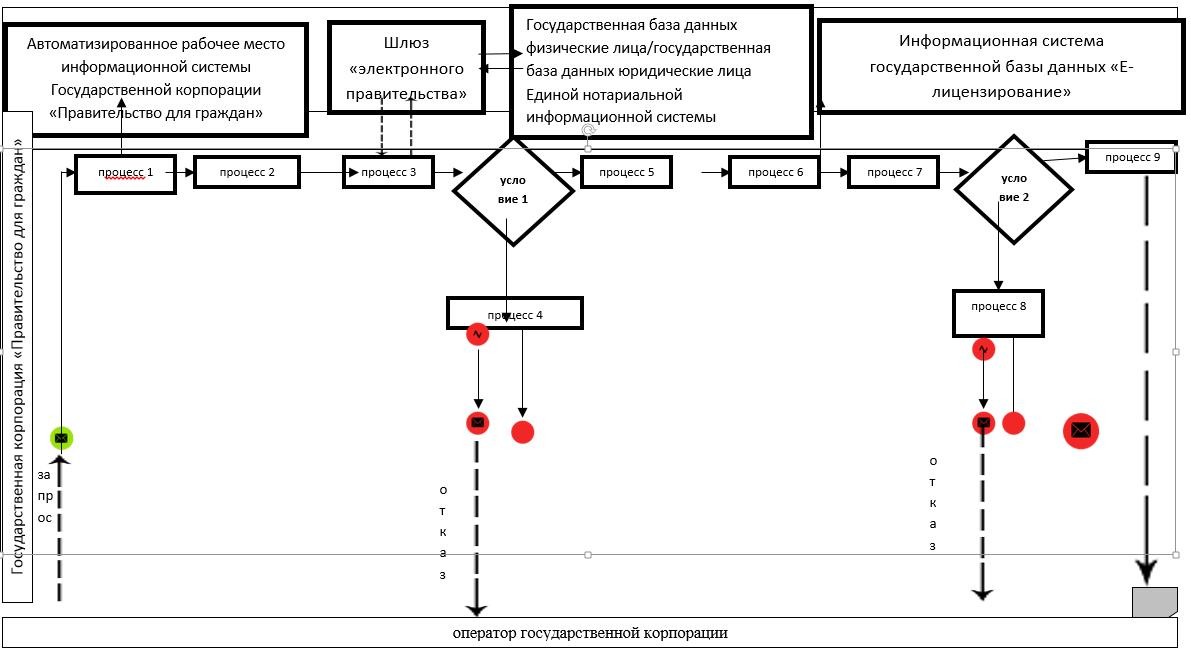 Автоматизированное рабочее место
информационной системы
Государственной корпорации
«Правительство для граждан»
Шлюз
«электронного
правительства»
Государственная база данных
физические лица/государственная
база данных юридические лица
Единой нотариальной
информационной системы
Информационная система
государственной базы данных «Е-
лицензирование»
Государственная корпорация «Правительство для граждан»
процесс 1
процесс 2
процесс 3
усло
вие 1
процесс 5
процесс 6
процесс 7
усло
вие 2
процесс 9
процесс 4
процесс 8
за
пр
ос
о
т
к
а
з
о
т
к
а
з
оператор государственной корпорации